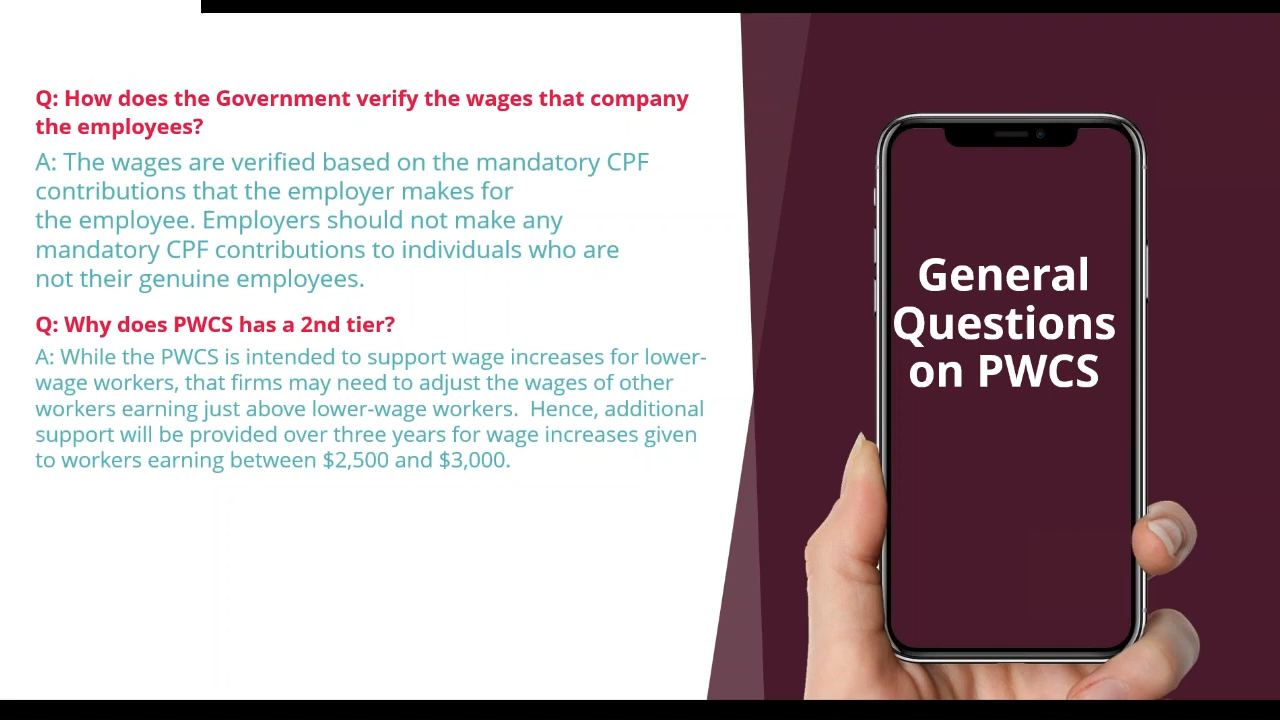 Q: How does the Government verify the wages that company
the employees?
A: The wages are verified based on the mandatory CPF
contributions that the employer makes for
the employee. Employers should not make any
mandatory CPF contributions to individuals who are
not their genuine employees.
Q: Why does PWCS has a 2nd tier?
A: While the PWCS is intended to support wage increases for lower-
wage workers, that firms may need to adjust the wages of other
workers earning just above lower-wage workers.  Hence, additional
support will be provided over three years for wage increases given
to workers earning between $2,500 and $3,000.
General
Questions
on PWCS